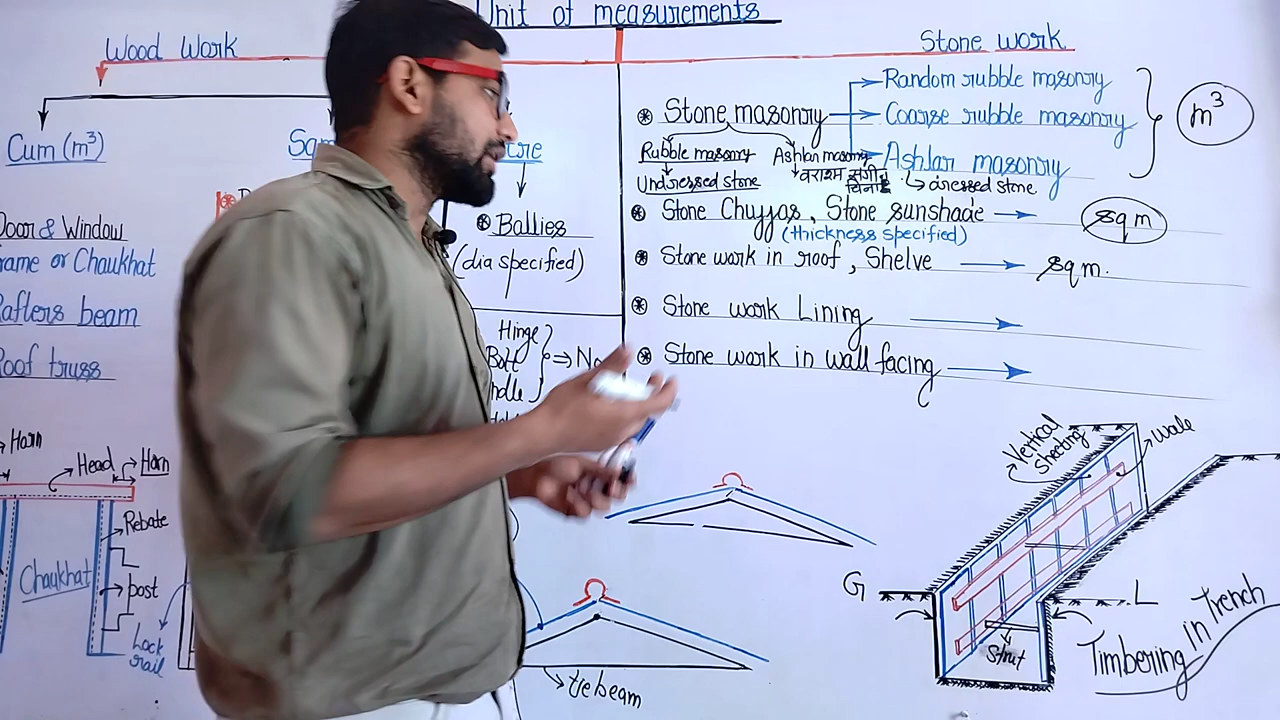 Unit of measurements
Wood Work
Cum (m³)
Sqm
Door & Window
Frame or Chaukhat
Rafters beam
Roof truss
Ballies
(dia specified)
Hinge
Bolt
⇒ No
Horn
Head
Horn
Rebate
Chaukhat
post
Lock
rail
tie beam
Stone work
Stone masonry
Random rubble masonry
Coarse rubble masonry
Ashlar masonry
m³
Rubble masonry
Undressed stone
Ashlar masonry
dressed stone
Stone Chujjas, Stone sunshade → sqm
(thickness specified)
Stone work in roof, Shelve → sqm.
Stone work Lining →
Stone work in wall facing →
Vertical
sheeting
Wale
G
L
Strut
Timbering in Trench